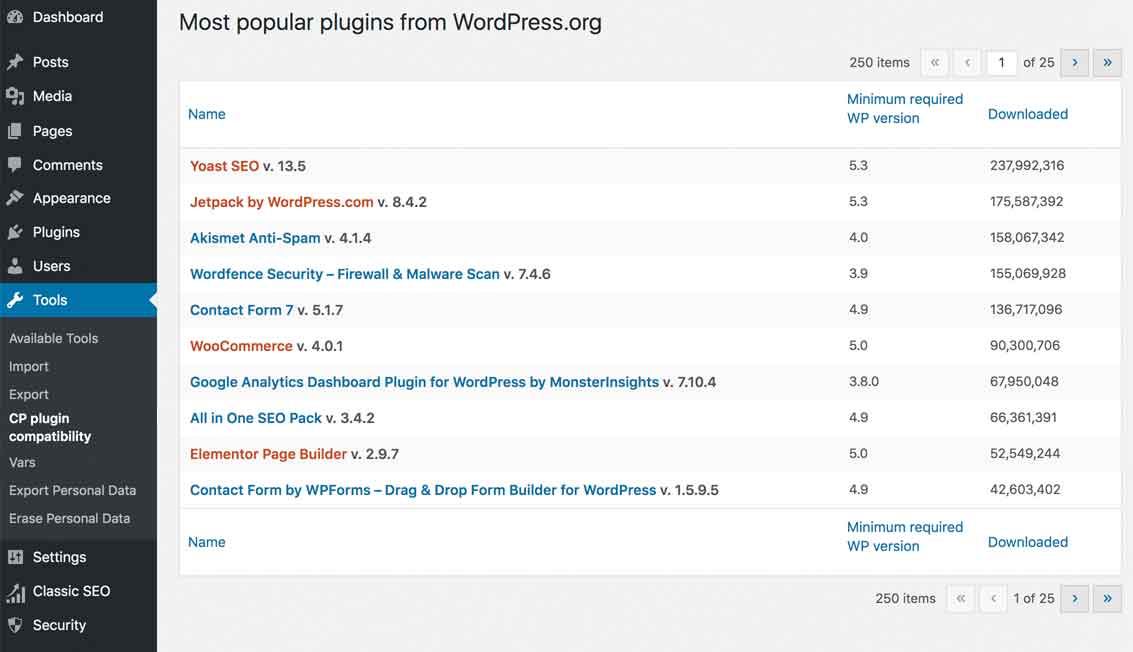 Dashboard
Posts
Media
Pages
Comments
Appearance
Plugins
Users
Tools
Available Tools
Import
Export
CP plugin
compatibility
Vars
Export Personal Data
Erase Personal Data
Settings
Classic SEO
Security
Most popular plugins from WordPress.org
250 items « ‹ 1 of 25 › »
Name Minimum required WP version Downloaded
Yoast SEO v. 13.5 5.3 237,992,316
Jetpack by WordPress.com v. 8.4.2 5.3 175,587,392
Akismet Anti-Spam v. 4.1.4 4.0 158,067,342
Wordfence Security – Firewall & Malware Scan v. 7.4.6 3.9 155,069,928
Contact Form 7 v. 5.1.7 4.9 136,717,096
WooCommerce v. 4.0.1 5.0 90,300,706
Google Analytics Dashboard Plugin for WordPress by MonsterInsights v. 7.10.4 3.8.0 67,950,048
All in One SEO Pack v. 3.4.2 4.9 66,361,391
Elementor Page Builder v. 2.9.7 5.0 52,549,244
Contact Form by WPForms – Drag & Drop Form Builder for WordPress v. 1.5.9.5 4.9 42,603,402
Name Minimum required WP version Downloaded
250 items « ‹ 1 of 25 › »